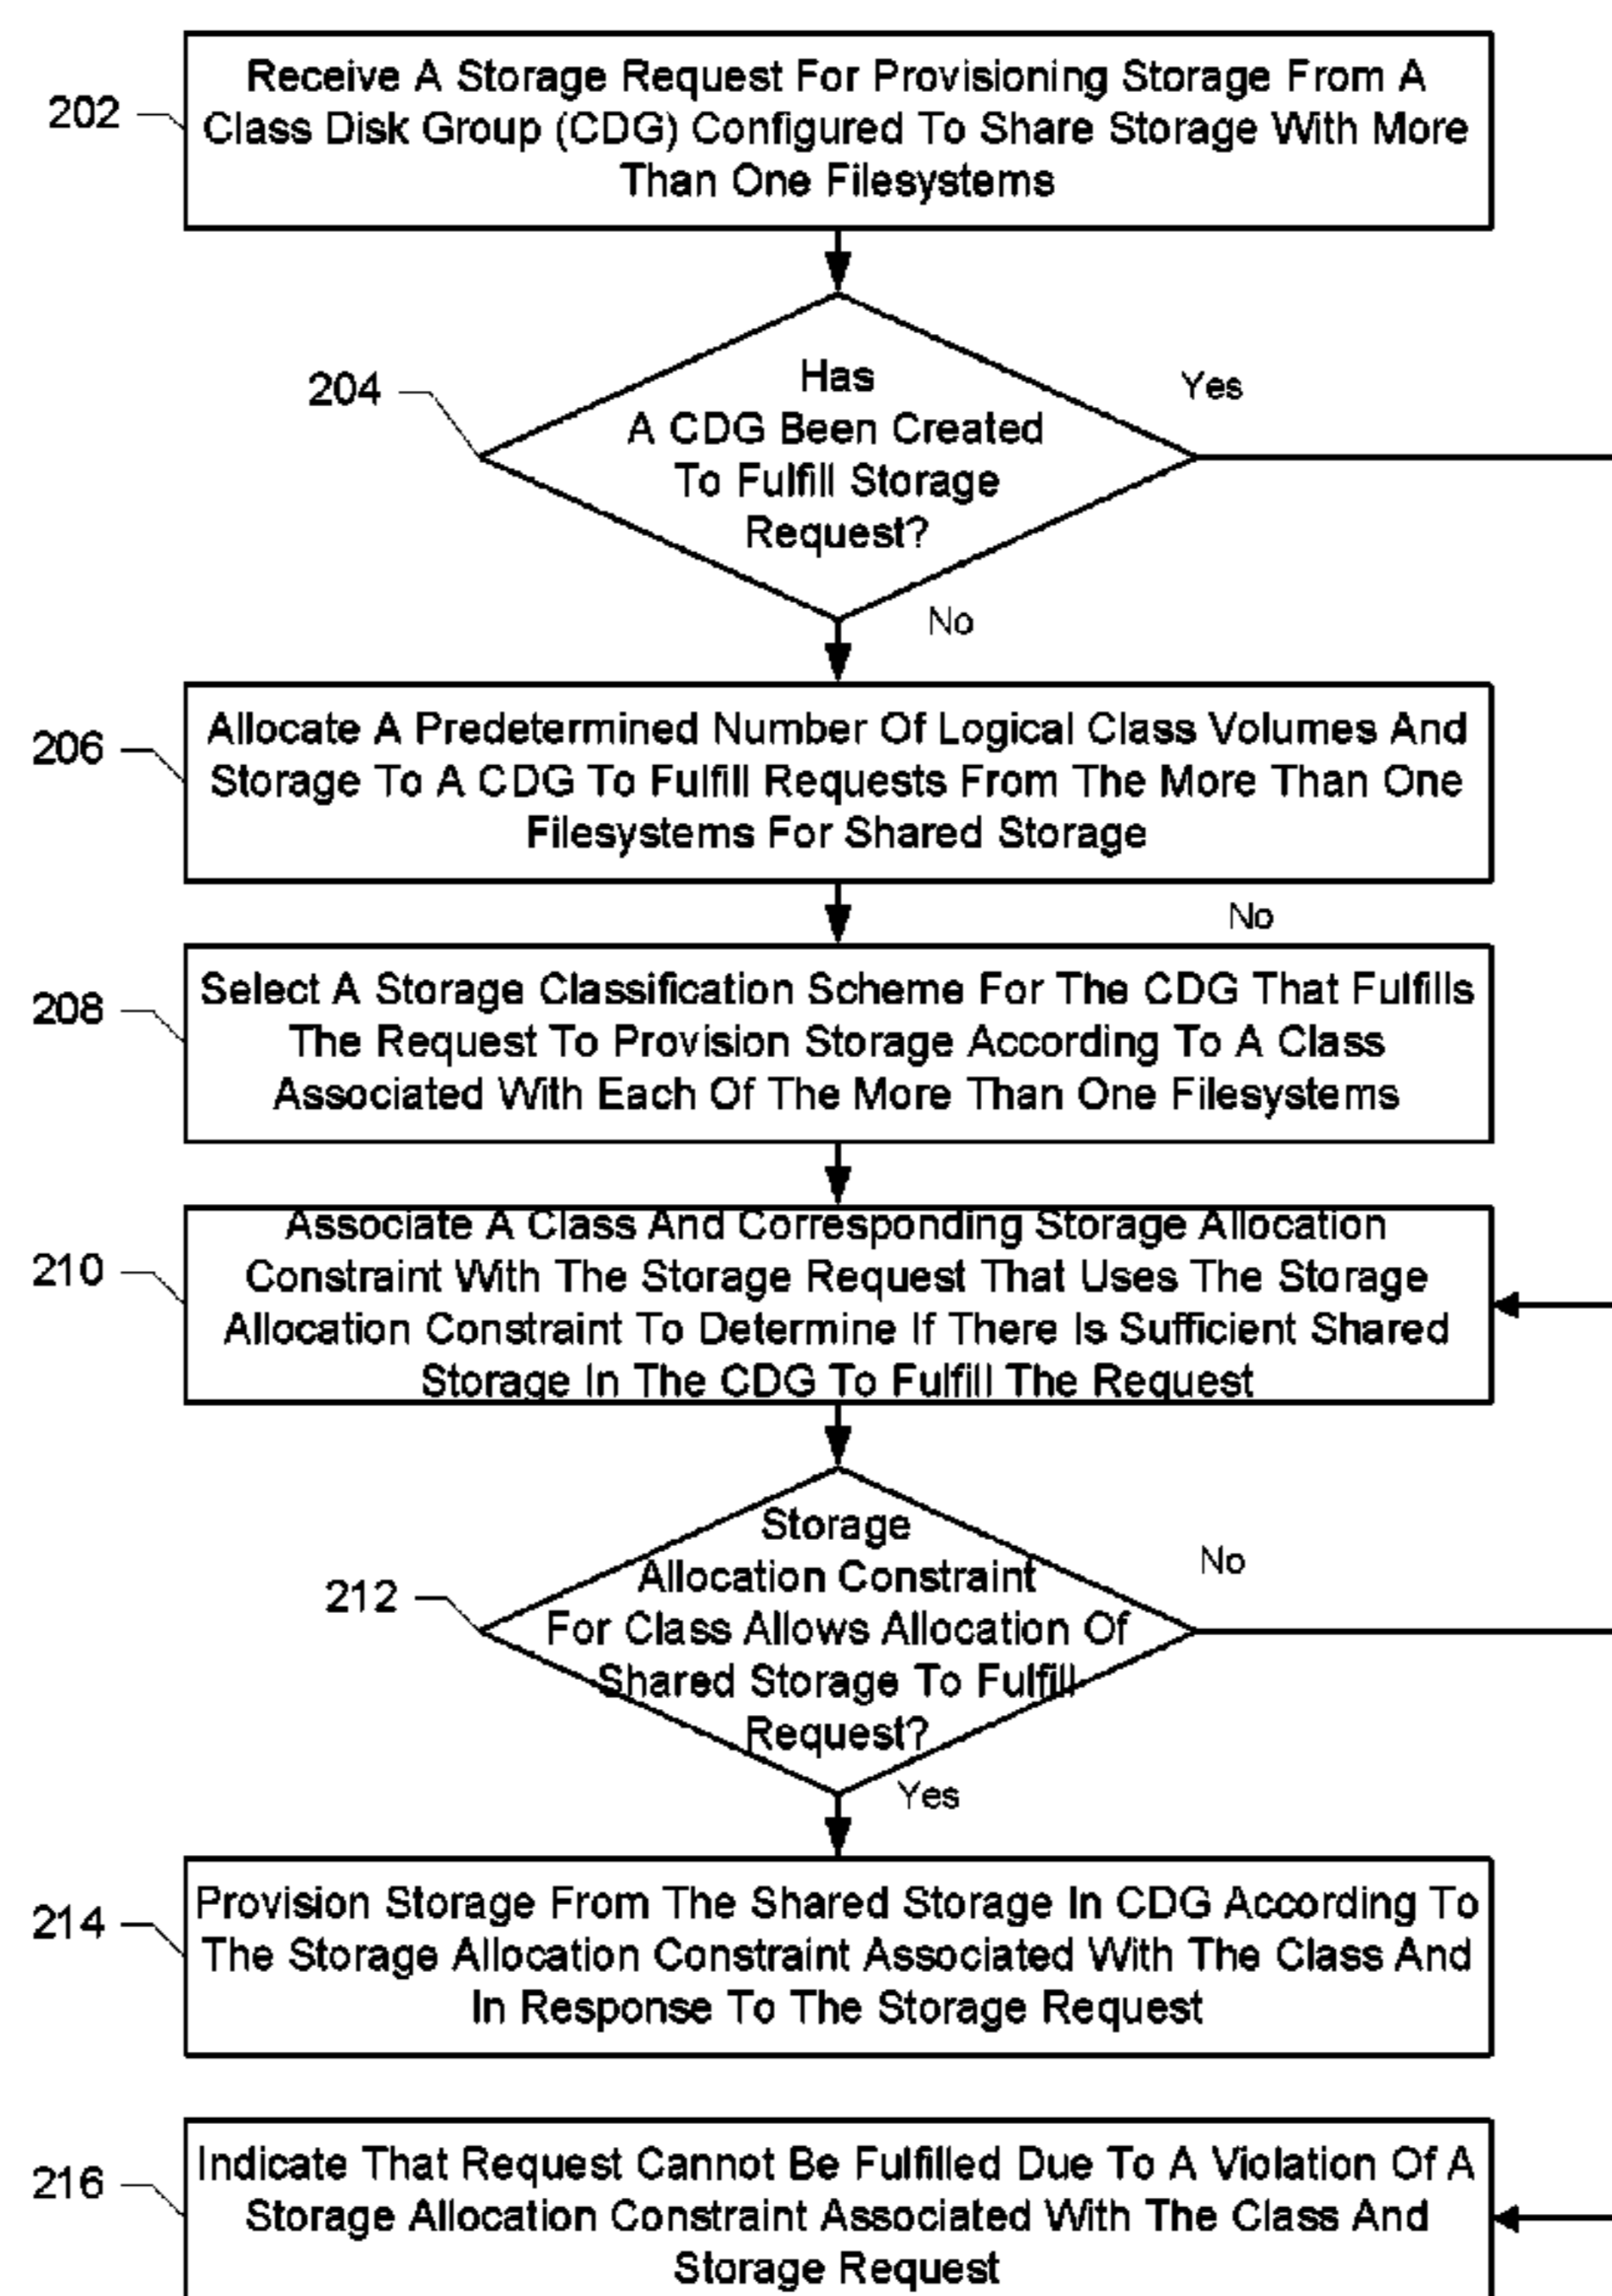 202
Receive A Storage Request For Provisioning Storage From A
Class Disk Group (CDG) Configured To Share Storage With More
Than One Filesystems
204
Has
A CDG Been Created
To Fulfill Storage
Request?
Yes
No
206
Allocate A Predetermined Number Of Logical Class Volumes And
Storage To A CDG To Fulfill Requests From The More Than One
Filesystems For Shared Storage
No
208
Select A Storage Classification Scheme For The CDG That Fulfills
The Request To Provision Storage According To A Class
Associated With Each Of The More Than One Filesystems
210
Associate A Class And Corresponding Storage Allocation
Constraint With The Storage Request That Uses The Storage
Allocation Constraint To Determine If There Is Sufficient Shared
Storage In The CDG To Fulfill The Request
212
Storage
Allocation Constraint
For Class Allows Allocation Of
Shared Storage To Fulfill
Request?
No
Yes
214
Provision Storage From The Shared Storage In CDG According To
The Storage Allocation Constraint Associated With The Class And
In Response To The Storage Request
216
Indicate That Request Cannot Be Fulfilled Due To A Violation Of A
Storage Allocation Constraint Associated With The Class And
Storage Request